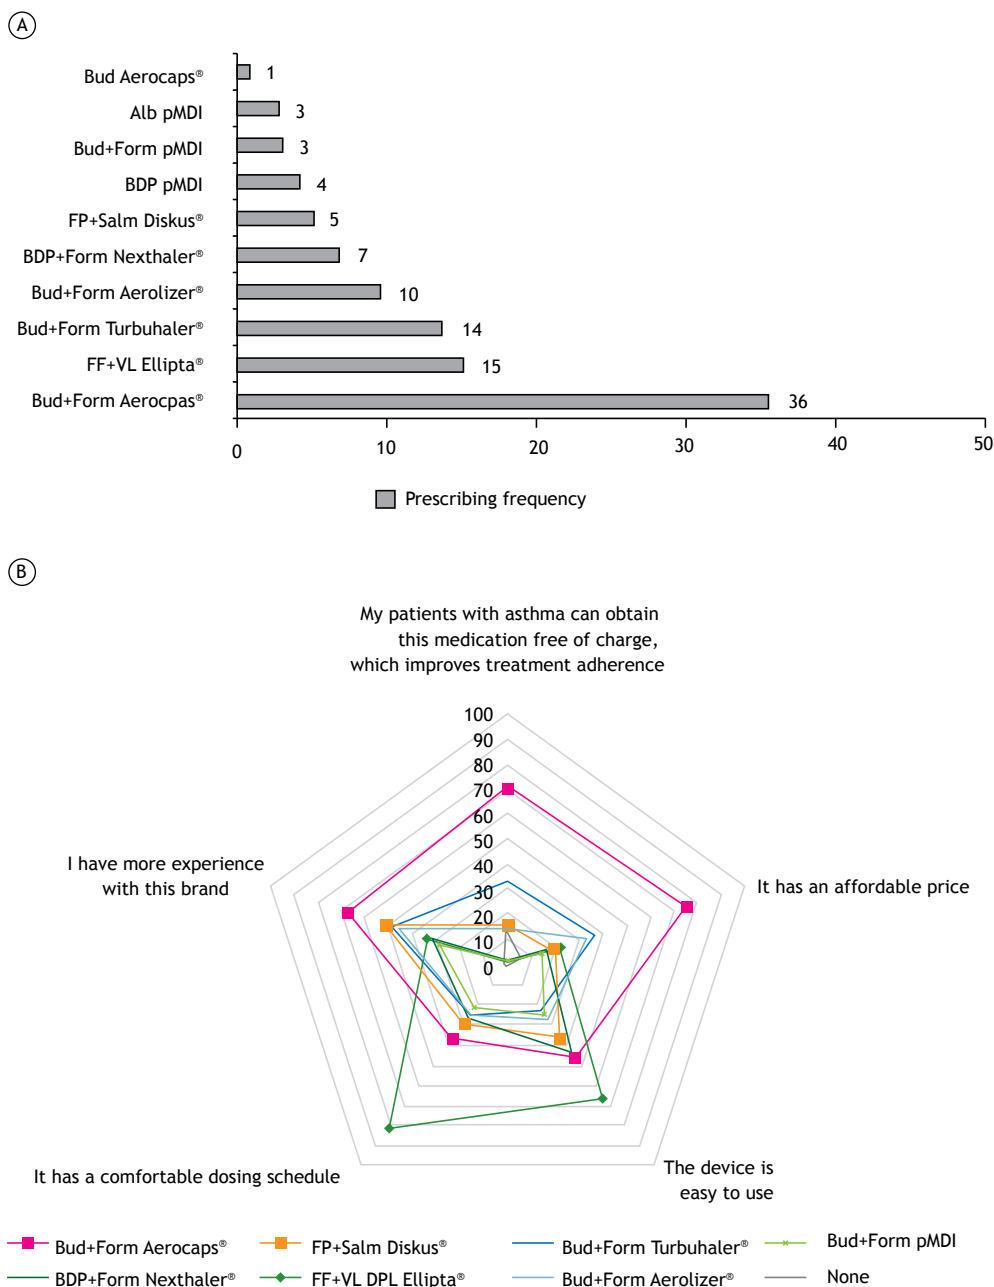 A
Bud Aerocaps® 1
Alb pMDI 3
Bud+Form pMDI 3
BDP pMDI 4
FP+Salm Diskus® 5
BDP+Form Nexthaler® 7
Bud+Form Aerolizer® 10
Bud+Form Turbuhaler® 14
FF+VL Ellipta® 15
Bud+Form Aerocpas® 36
0 10 20 30 40 50
Prescribing frequency
B
My patients with asthma can obtain
this medication free of charge,
which improves treatment adherence
100
90
80
70
60
50
40
30
20
10
0
I have more experience
with this brand
It has an affordable price
It has a comfortable dosing schedule
The device is
easy to use
Bud+Form Aerocaps® FP+Salm Diskus® Bud+Form Turbuhaler® Bud+Form pMDI
BDP+Form Nexthaler® FF+VL DPL Ellipta® Bud+Form Aerolizer® None